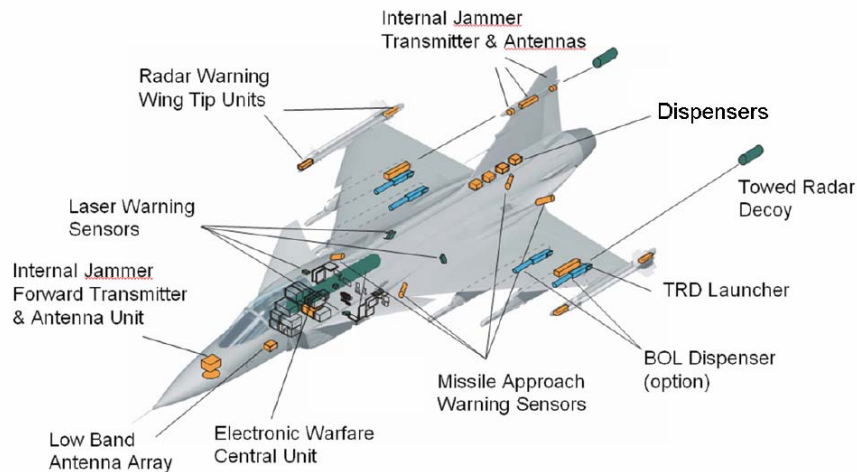 Internal Jammer
Transmitter & Antennas
Radar Warning
Wing Tip Units
Dispensers
Towed Radar
Decoy
Laser Warning
Sensors
Internal Jammer
Forward Transmitter
& Antenna Unit
TRD Launcher
BOL Dispenser
(option)
Missile Approach
Warning Sensors
Electronic Warfare
Central Unit
Low Band
Antenna Array